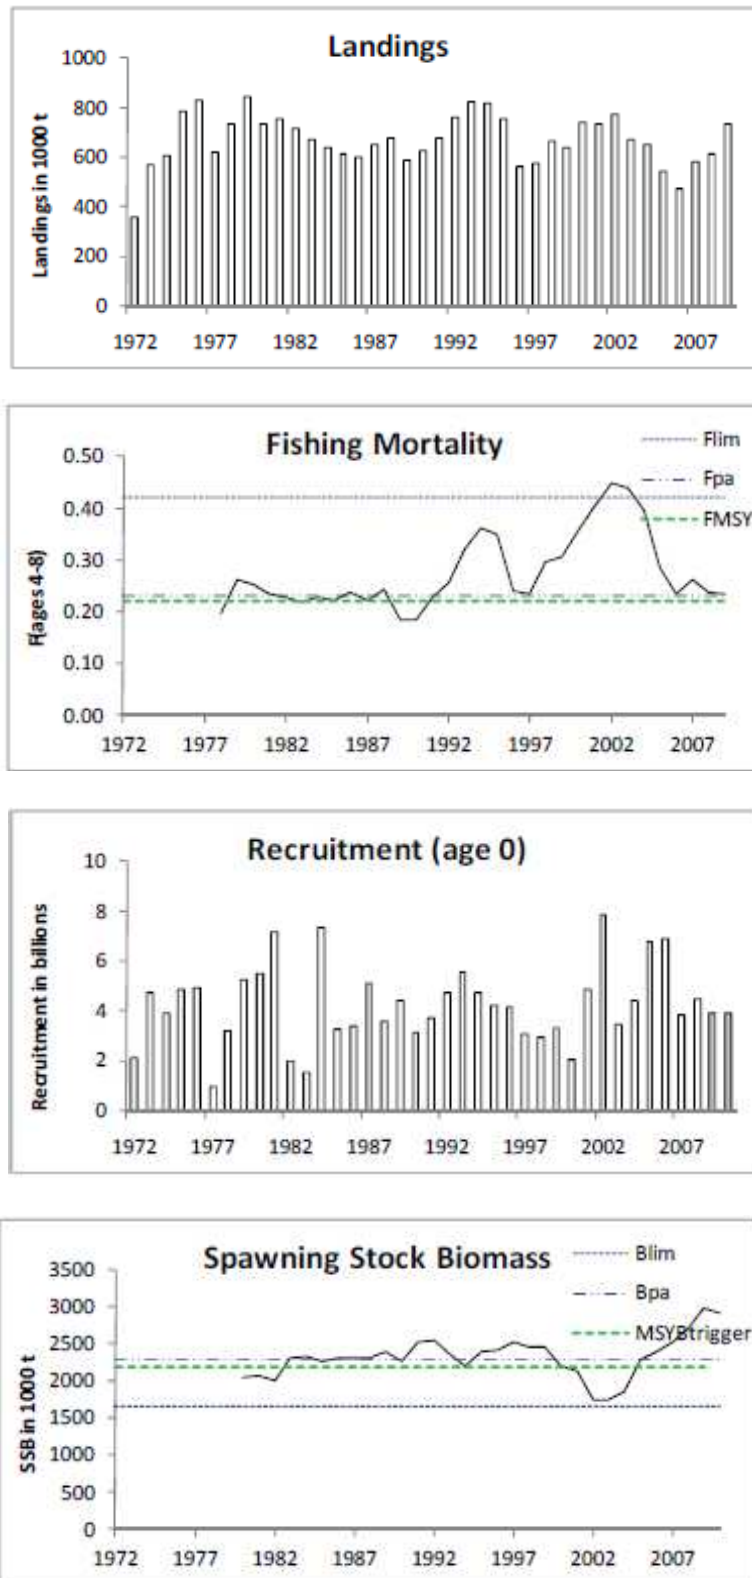 Landings
Landings in 1000 t
1000
800
600
400
200
0
1972 1977 1982 1987 1992 1997 2002 2007
Fishing Mortality
Flim
Fpa
FMSY
F(ages 4-8)
0.50
0.40
0.30
0.20
0.10
0.00
1972 1977 1982 1987 1992 1997 2002 2007
Recruitment (age 0)
Recruitment in billions
10
8
6
4
2
0
1972 1977 1982 1987 1992 1997 2002 2007
Spawning Stock Biomass
Blim
Bpa
MSYBtrigger
SSB in 1000 t
3500
3000
2500
2000
1500
1000
500
0
1972 1977 1982 1987 1992 1997 2002 2007